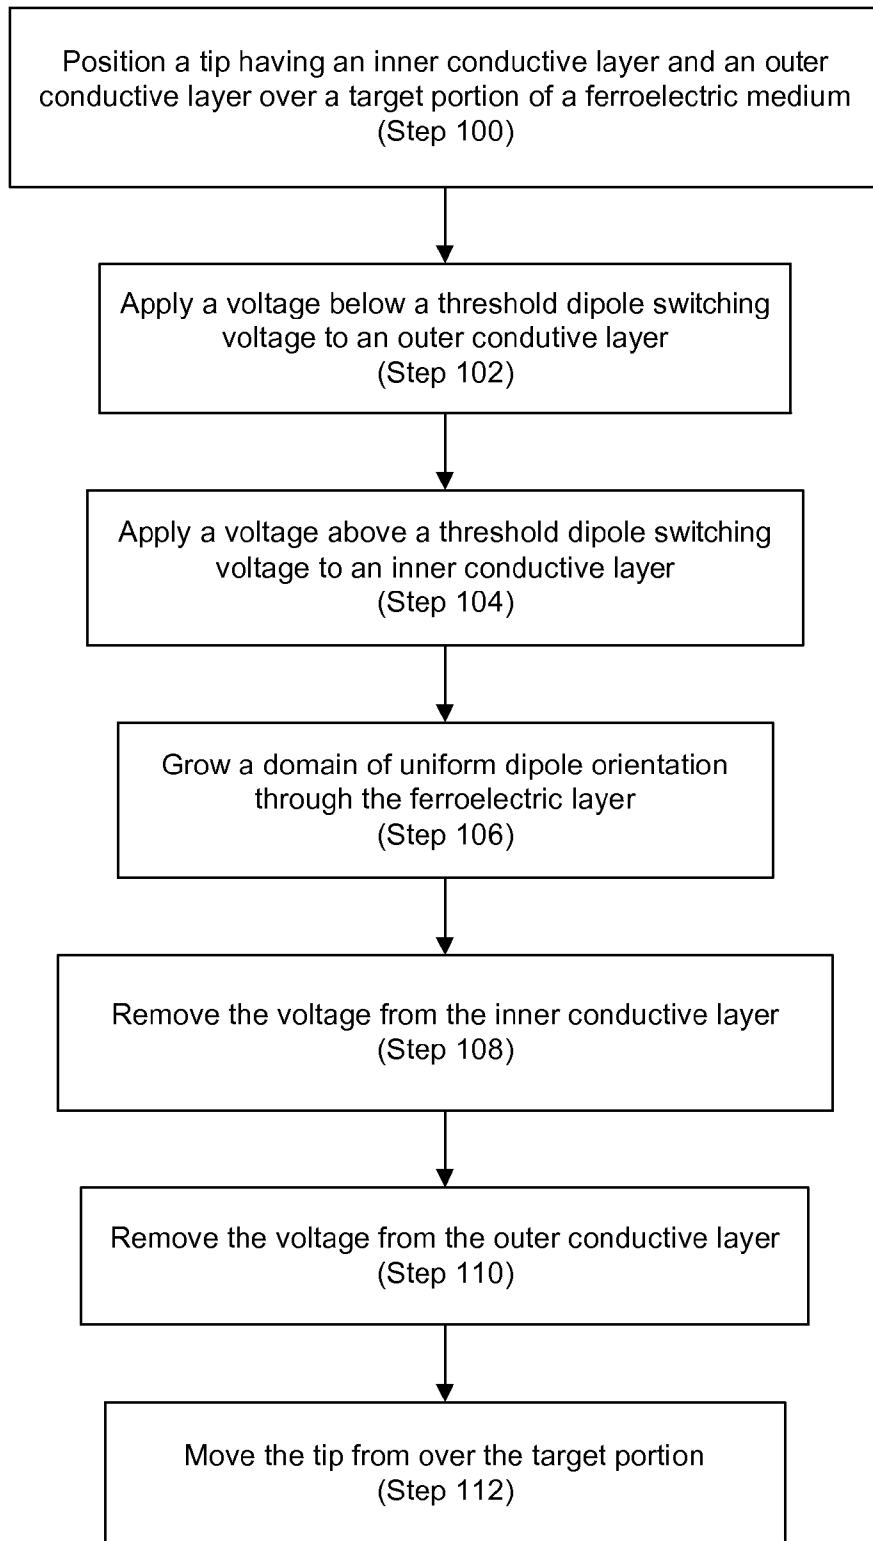 Position a tip having an inner conductive layer and an outer
conductive layer over a target portion of a ferroelectric medium
(Step 100)
Apply a voltage below a threshold dipole switching
voltage to an outer condutive layer
(Step 102)
Apply a voltage above a threshold dipole switching
voltage to an inner conductive layer
(Step 104)
Grow a domain of uniform dipole orientation
through the ferroelectric layer
(Step 106)
Remove the voltage from the inner conductive layer
(Step 108)
Remove the voltage from the outer conductive layer
(Step 110)
Move the tip from over the target portion
(Step 112)